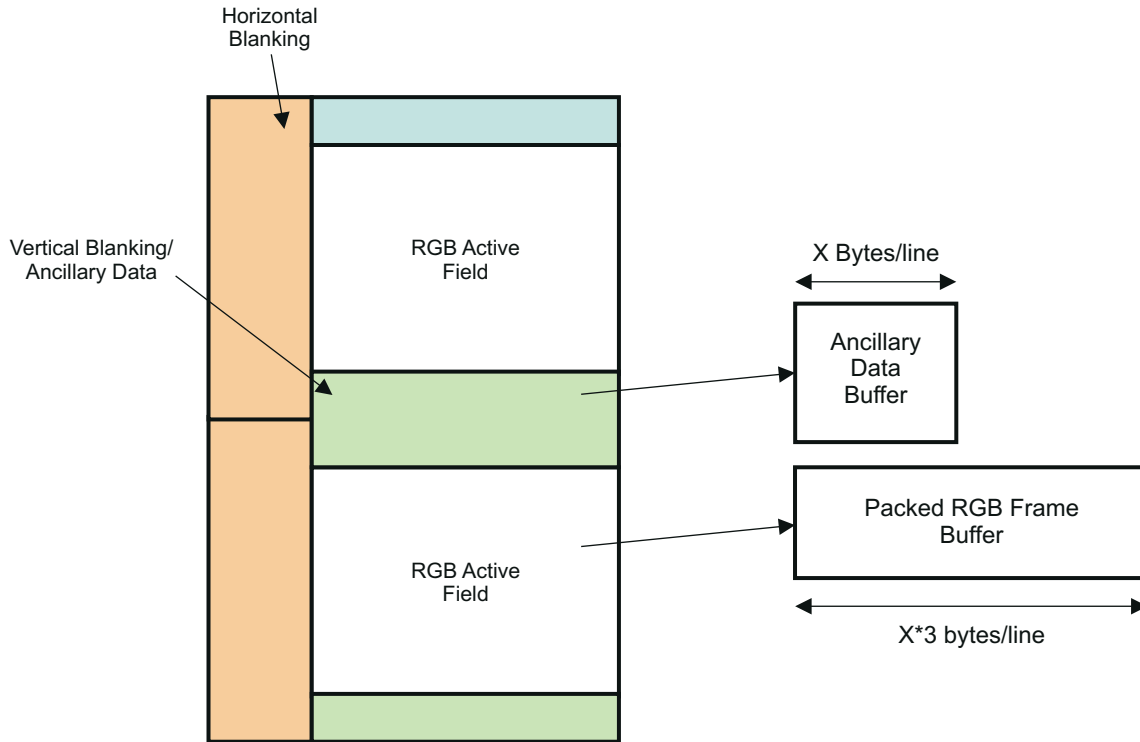 Horizontal
Blanking
Vertical Blanking/
Ancillary Data
RGB Active
Field
X Bytes/line
Ancillary
Data
Buffer
Packed RGB Frame
Buffer
RGB Active
Field
X*3 bytes/line